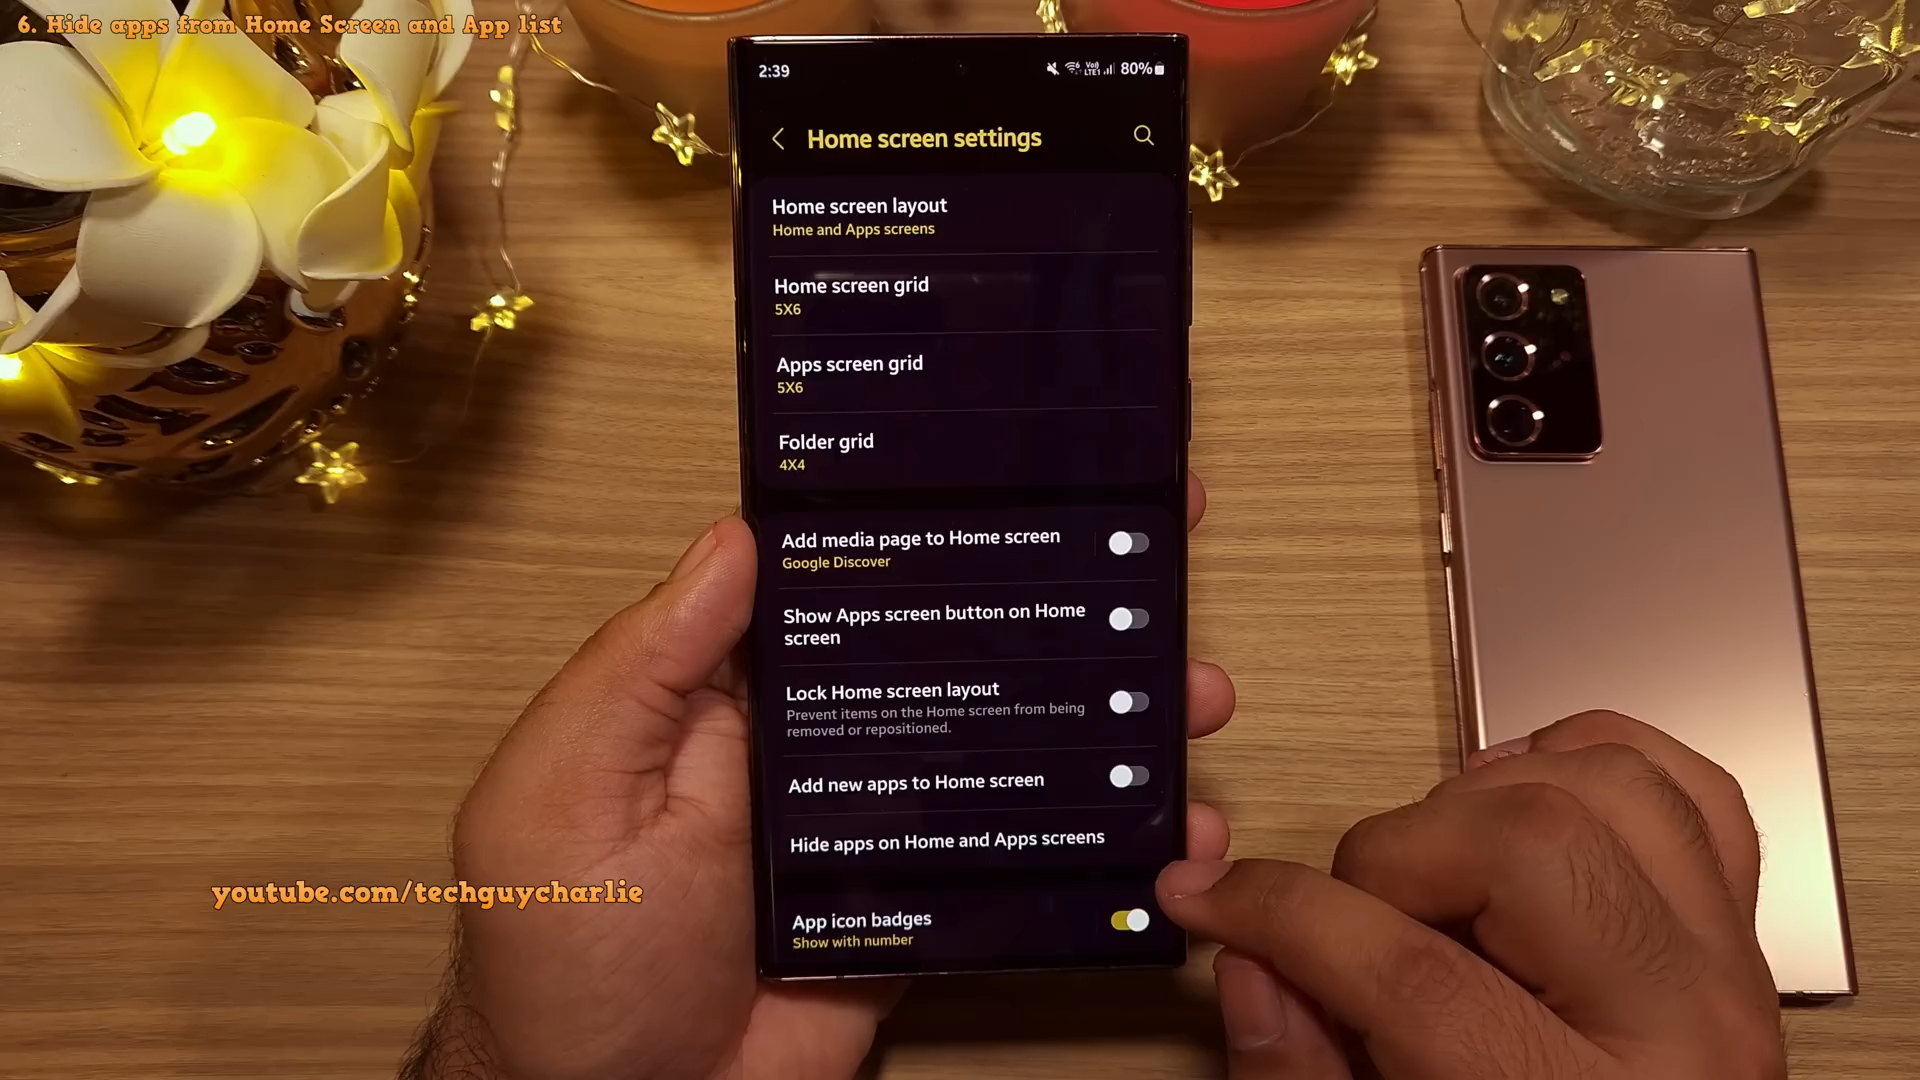 6. Hide apps from Home Screen and App list
2:39
Vo)) LTE1 80%
Home screen settings
Home screen layout
Home and Apps screens
Home screen grid
5X6
Apps screen grid
5X6
Folder grid
4X4
Add media page to Home screen
Google Discover
Show Apps screen button on Home
screen
Lock Home screen layout
Prevent items on the Home screen from being
removed or repositioned.
Add new apps to Home screen
Hide apps on Home and Apps screens
App icon badges
Show with number
youtube.com/techguycharlie